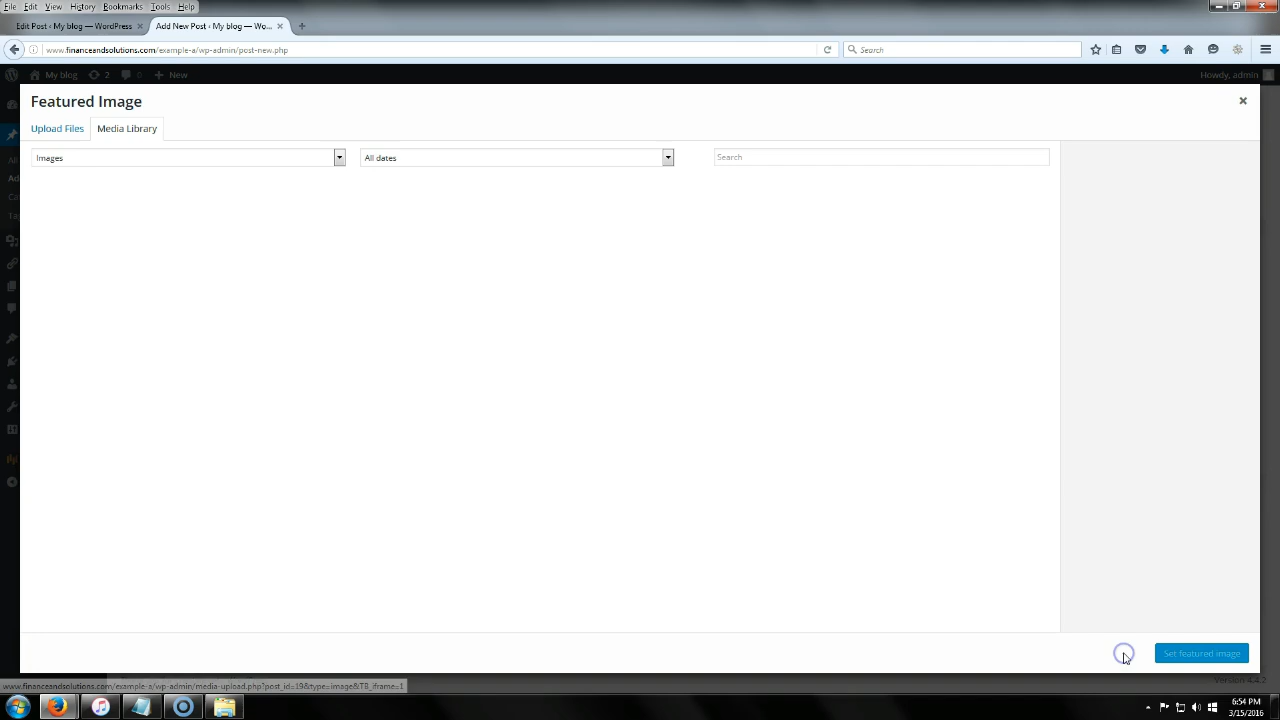 File Edit View History Bookmarks Tools Help
Edit Post ‹ My blog — WordPress × Add New Post ‹ My blog — Wo... × +
www.financeandsolutions.com/example-a/wp-admin/post-new.php Search
My blog 2 0 + New Howdy, admin
Featured Image ×
Upload Files Media Library
Images All dates Search
Set featured image
www.financeandsolutions.com/example-a/wp-admin/media-upload.php?post_id=19&type=image&TB_iframe=1
6:54 PM
3/15/2016